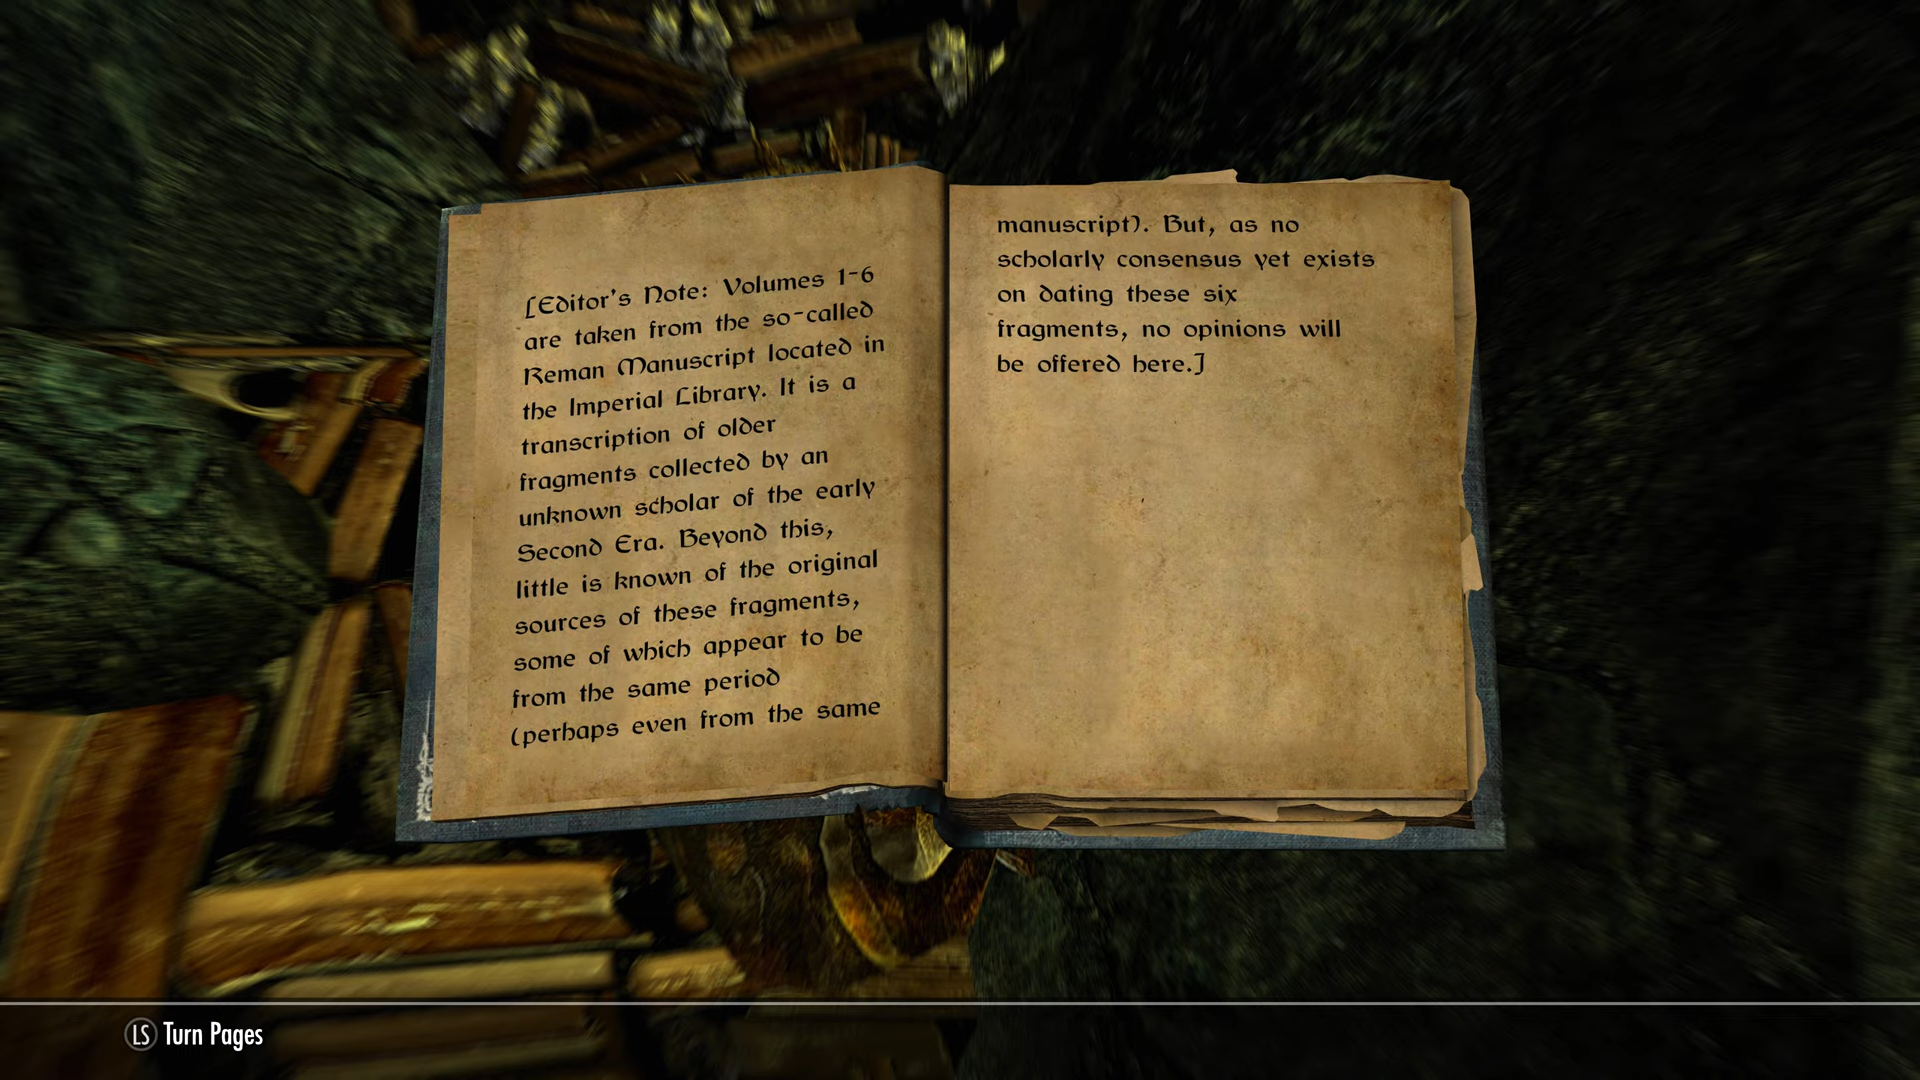 [Editor's Note: Volumes 1-6
are taken from the so-called
Reman Manuscript located in
the Imperial Library. It is a
transcription of older
fragments collected by an
unknown scholar of the early
Second Era. Beyond this,
little is known of the original
sources of these fragments,
some of which appear to be
from the same period
(perhaps even from the same
manuscript). But, as no
scholarly consensus yet exists
on dating these six
fragments, no opinions will
be offered here.]
LS Turn Pages